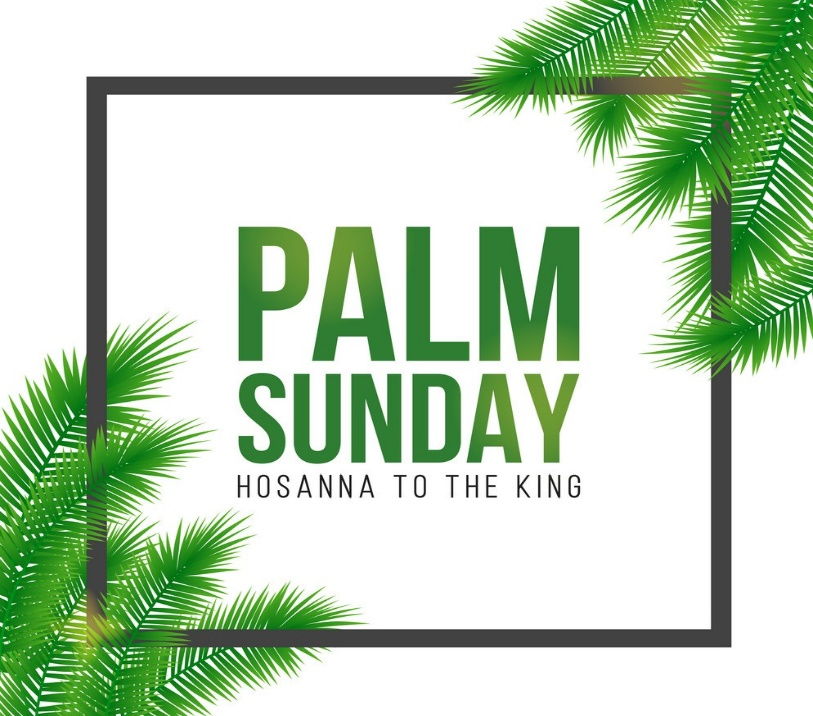 PALM
SUNDAY
HOSANNA TO THE KING